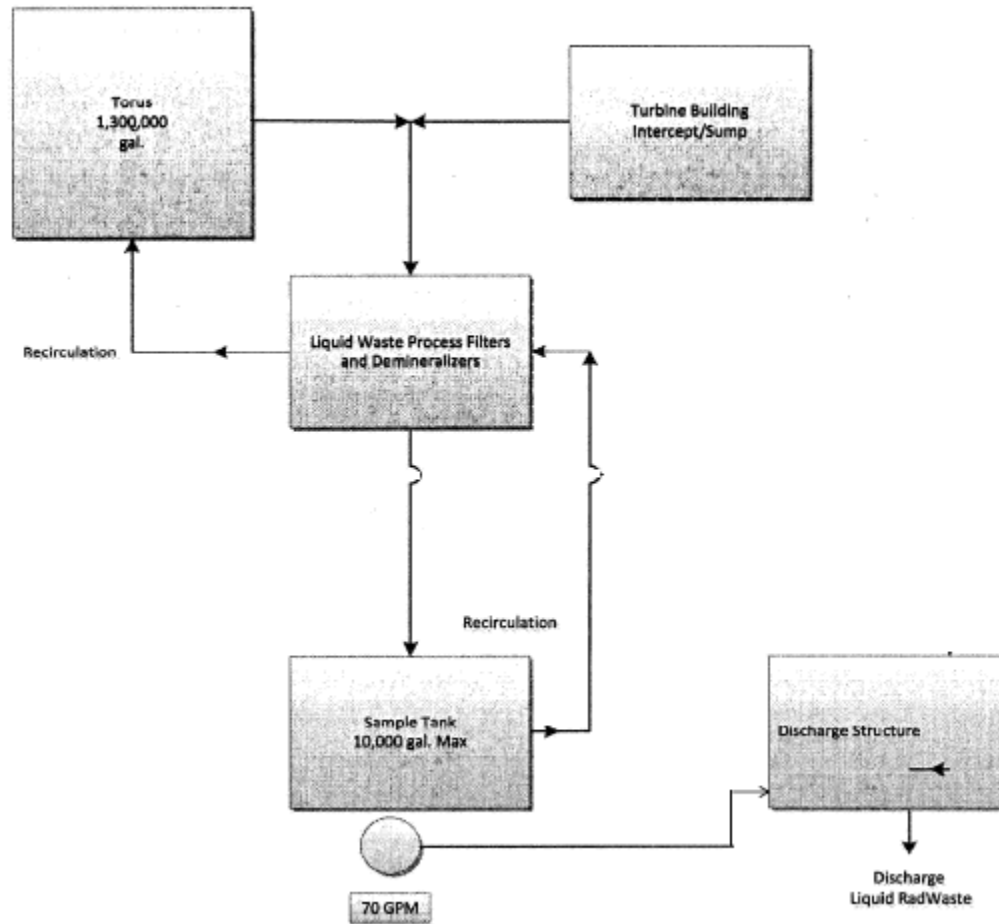 Torus
1,300,000
gal.
Turbine Building
Intercept/Sump
Liquid Waste Process Filters
and Demineralizers
Recirculation
Recirculation
Sample Tank
10,000 gal. Max
Discharge Structure
70 GPM
Discharge
Liquid RadWaste